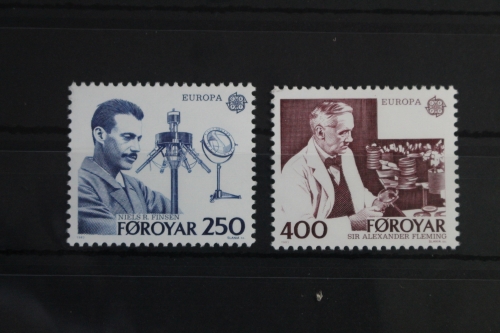 EUROPA
NIELS R. FINSEN
FØROYAR 250
EUROPA
400 FØROYAR
SIR ALEXANDER FLEMING